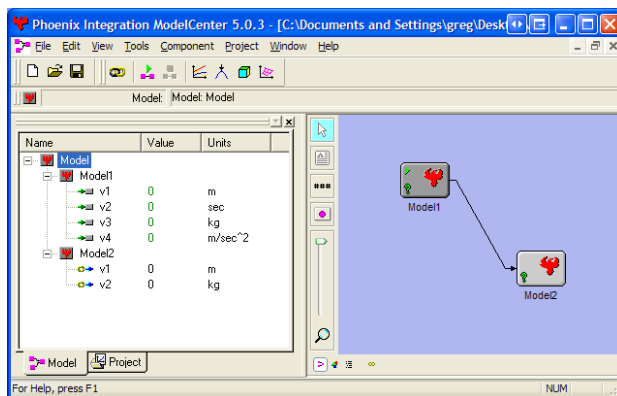 Phoenix Integration ModelCenter 5.0.3 - [C:\Documents and Settings\greg\Desk
File Edit View Tools Component Project Window Help
Model: Model: Model
Name Value Units
Model
Model1
v1 0 m
v2 0 sec
v3 0 kg
v4 0 m/sec^2
Model2
v1 0 m
v2 0 kg
Model1
Model2
Model Project
For Help, press F1 NUM